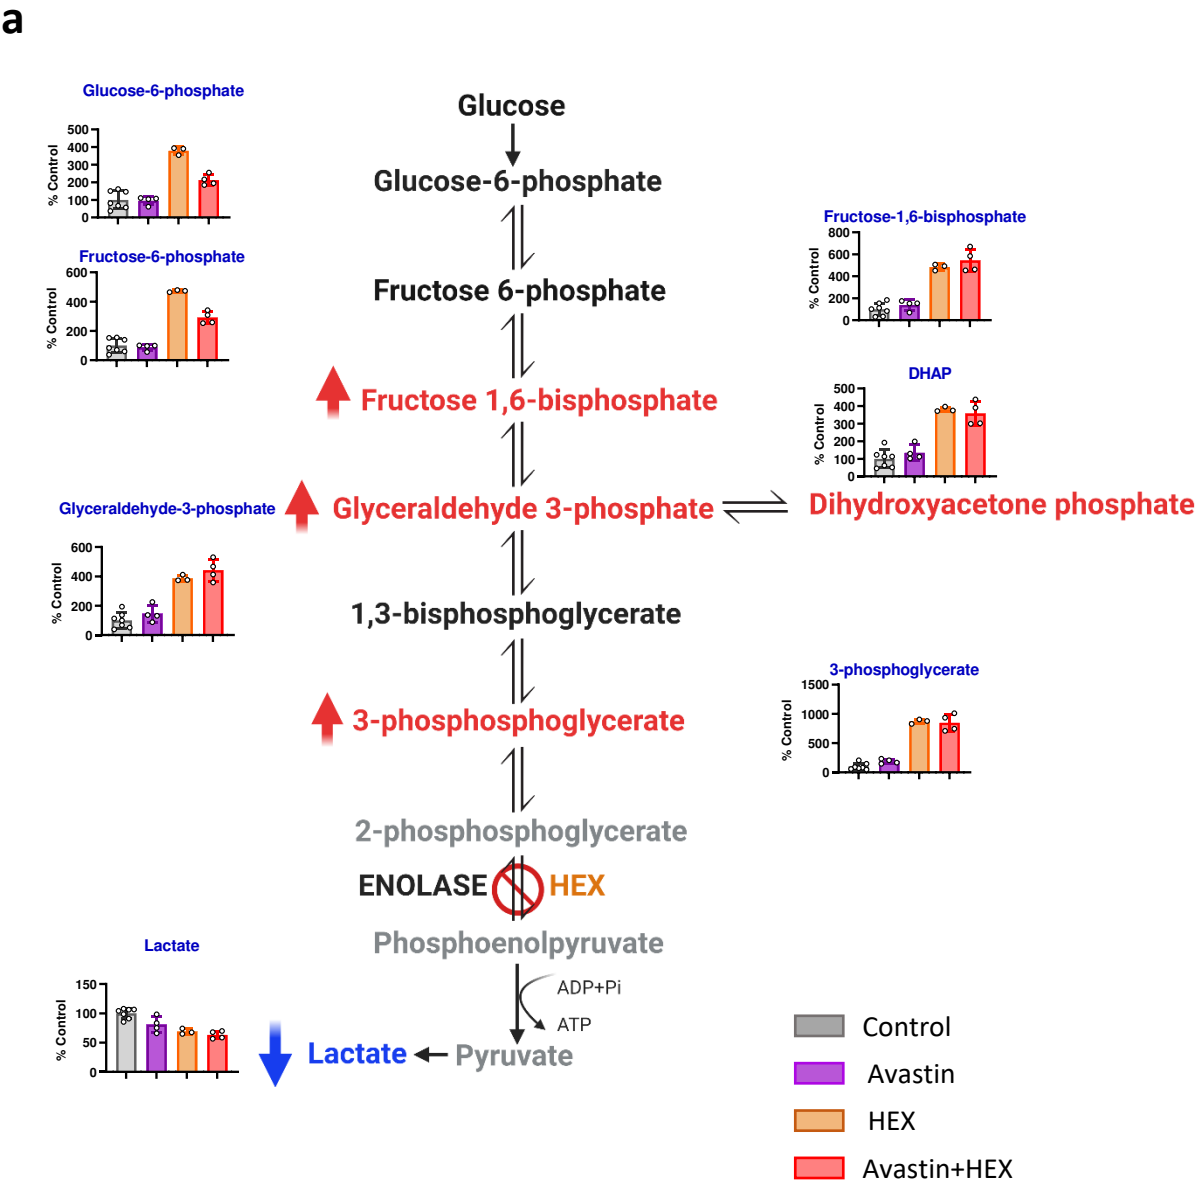 a
Glucose-6-phosphate
500
400
300
200
100
0
% Control
Glucose
Glucose-6-phosphate
Fructose-6-phosphate
600
400
200
0
% Control
Fructose 6-phosphate
Fructose-1,6-bisphosphate
800
600
400
200
0
% Control
Fructose 1,6-bisphosphate
DHAP
500
400
300
200
100
0
% Control
Glyceraldehyde-3-phosphate
600
400
200
0
% Control
Glyceraldehyde 3-phosphate
Dihydroxyacetone phosphate
1,3-bisphosphoglycerate
3-phosphoglycerate
1500
1000
500
0
% Control
3-phosphosphoglycerate
2-phosphosphoglycerate
ENOLASE
HEX
Phosphoenolpyruvate
ADP+Pi
ATP
Lactate
150
100
50
0
% Control
Lactate
Pyruvate
Control
Avastin
HEX
Avastin+HEX